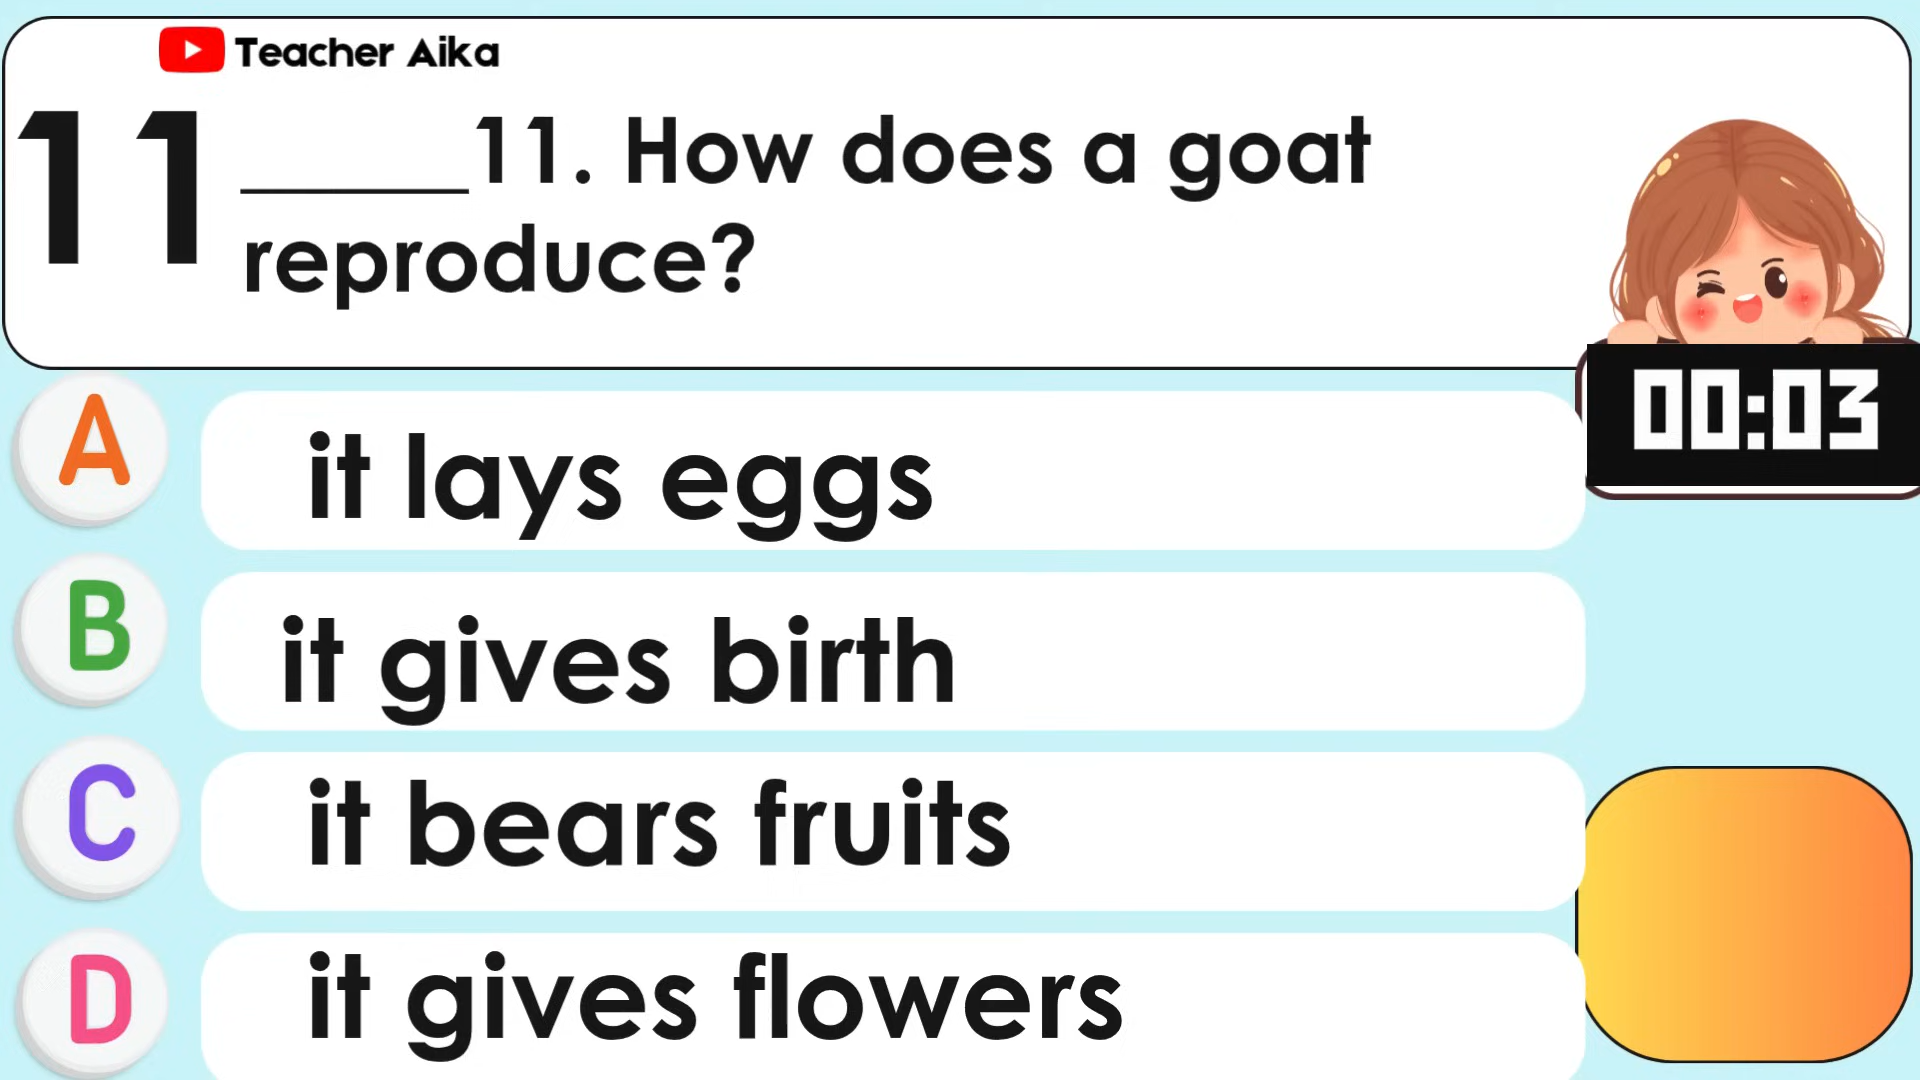 Teacher Aika
11
_____11. How does a goat
reproduce?
00:03
A
it lays eggs
B
it gives birth
C
it bears fruits
D
it gives flowers